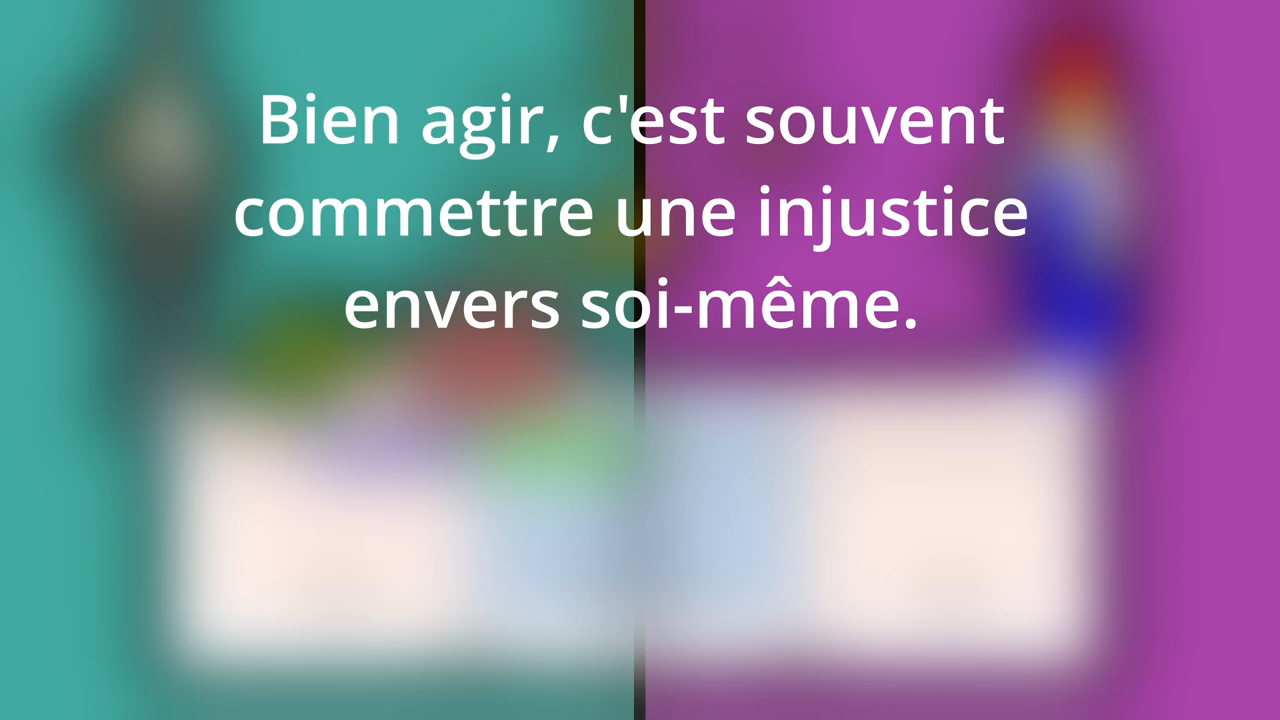 Bien agir, c'est souvent
commettre une injustice
envers soi-même.